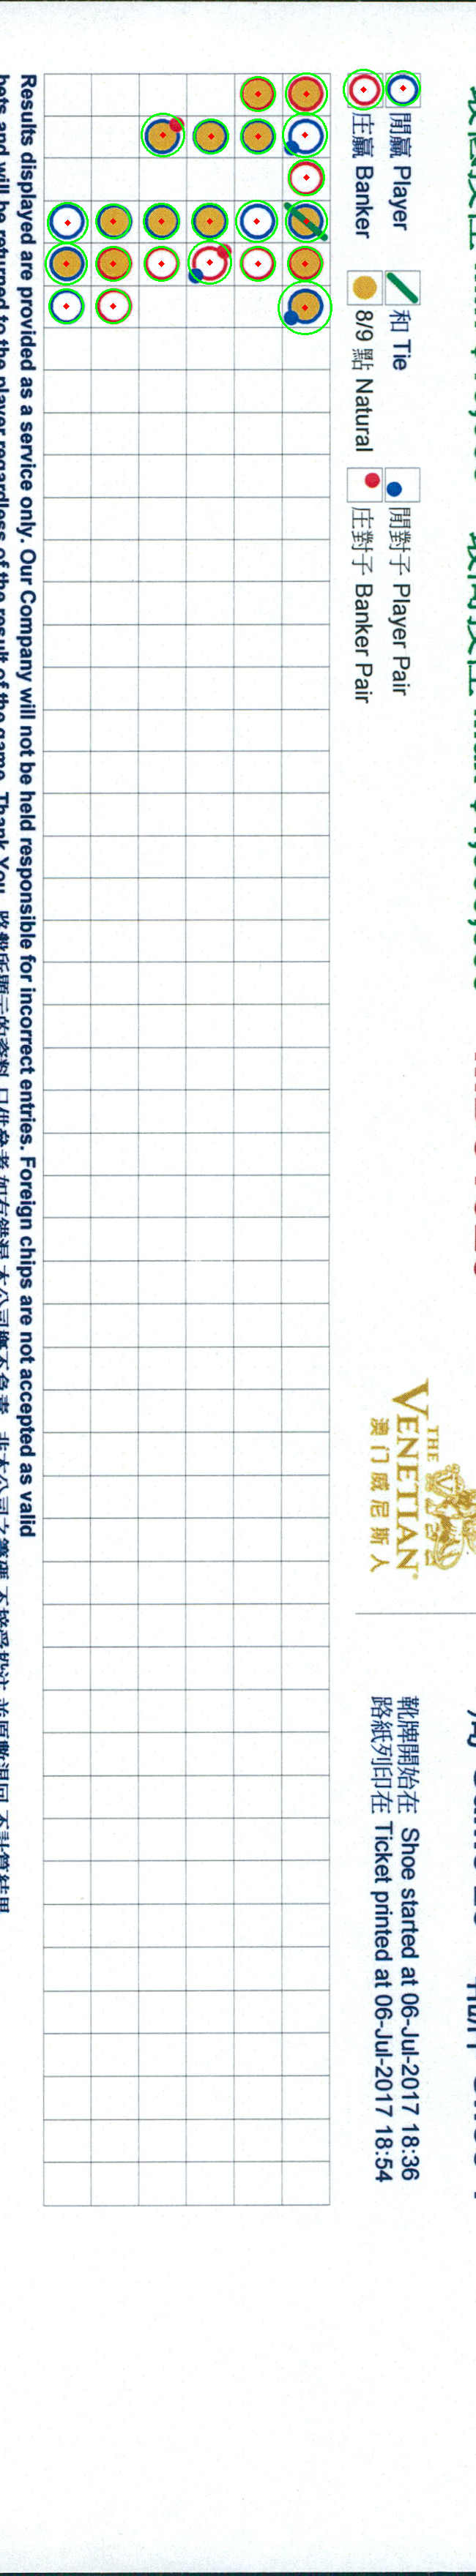 閒贏 Player 和 Tie 閒對子 Player Pair
庄贏 Banker 8/9 點 Natural 庄對子 Banker Pair
THE
VENETIAN
澳门威尼斯人
靴牌開始在 Shoe started at 06-Jul-2017 18:36
路紙列印在 Ticket printed at 06-Jul-2017 18:54
Results displayed are provided as a service only. Our Company will not be held responsible for incorrect entries. Foreign chips are not accepted as valid
bets and will be returned to the player regardless of the result of the game. Thank You